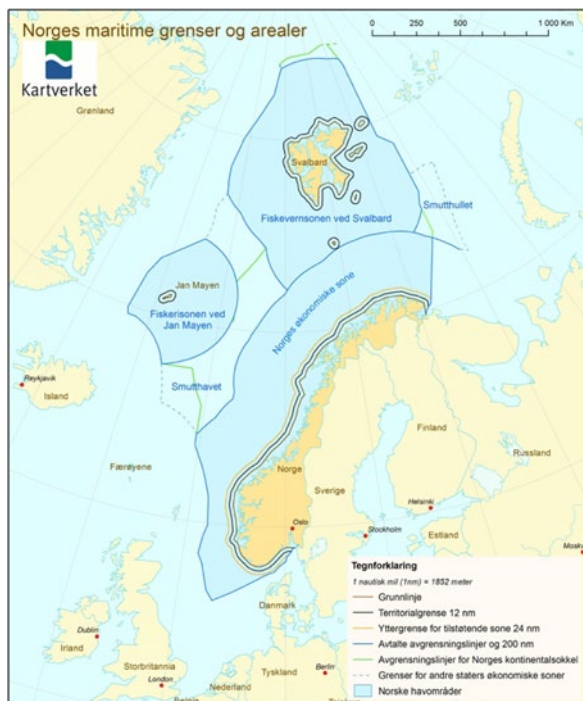 Norges maritime grenser og arealer
0
250
500
1 000 Km
Kartverket
Grønland
Svalbard
Smutthullet
Fiskevernsonen ved Svalbard
Jan Mayen
Fiskerisonen ved
Jan Mayen
Norges økonomiske sone
Smutthavet
Reykjavik
Island
Færøyene
Finland
Russland
Norge
Sverige
Oslo
Helsinki
Stockholm
Estland
Mosk
Tegnforklaring
1 nautisk mil (1nm) = 1852 meter
Grunnlinje
Territorialgrense 12 nm
Yttergrense for tilstøtende sone 24 nm
Avtalte avgrensningslinjer og 200 nm
Avgrensningslinjer for Norges kontinentalsokkel
Grenser for andre staters økonomiske soner
Norske havområder
Danmark
Dublin
Irland
Storbritannia
London
Nederland
Tyskland
Berlin